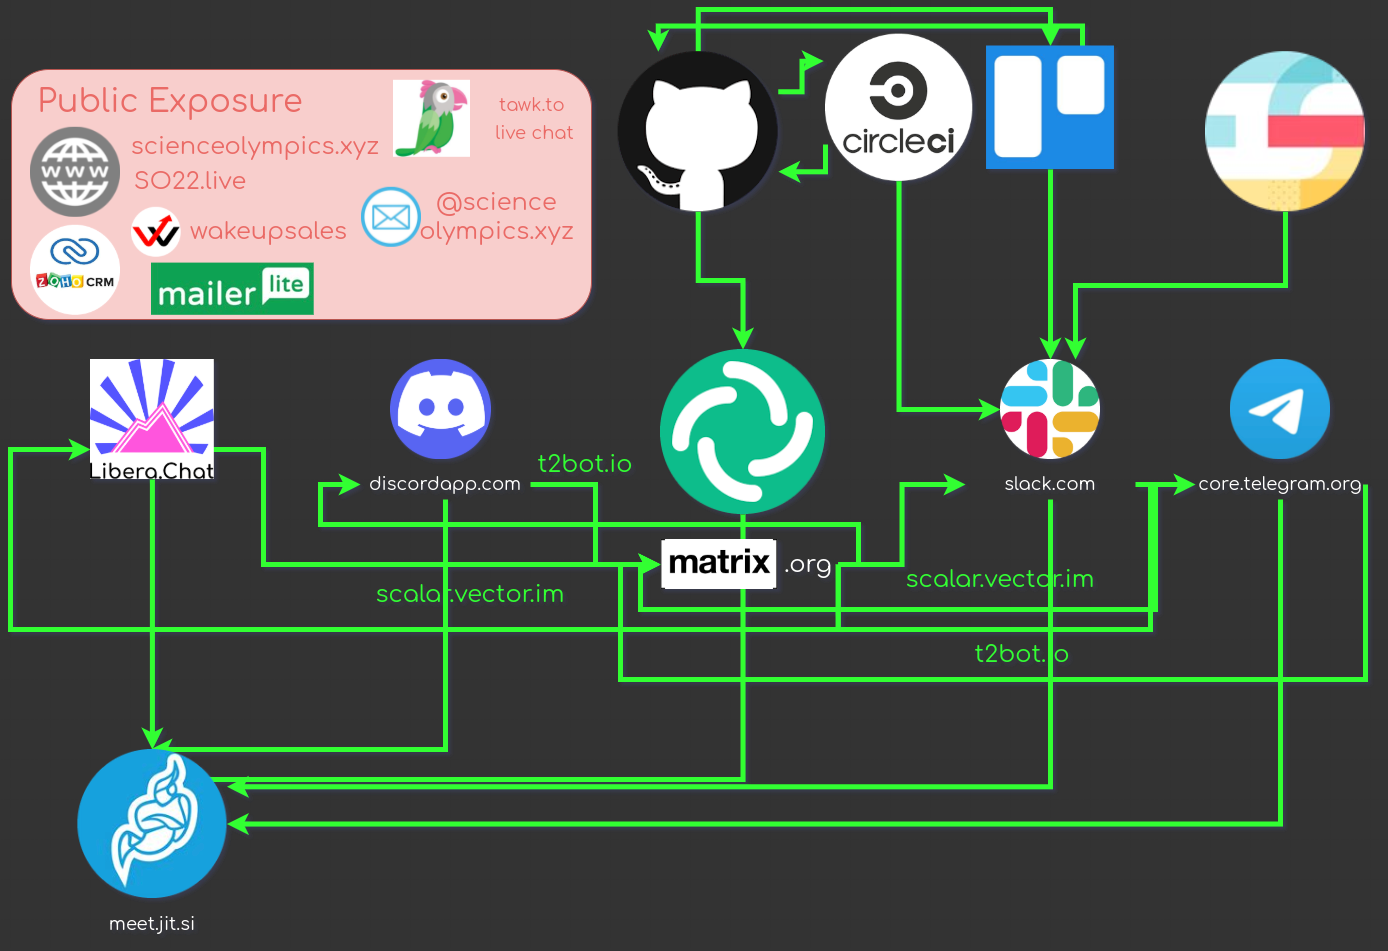 Public Exposure
tawk.to
live chat
scienceolympics.xyz
SO22.live
WWW
@science
olympics.xyz
wakeupsales
ZOHO CRM
mailer lite
circleci
Libera.Chat
discordapp.com
t2bot.io
slack.com
core.telegram.org
matrix .org
scalar.vector.im
scalar.vector.im
t2bot.io
meet.jit.si